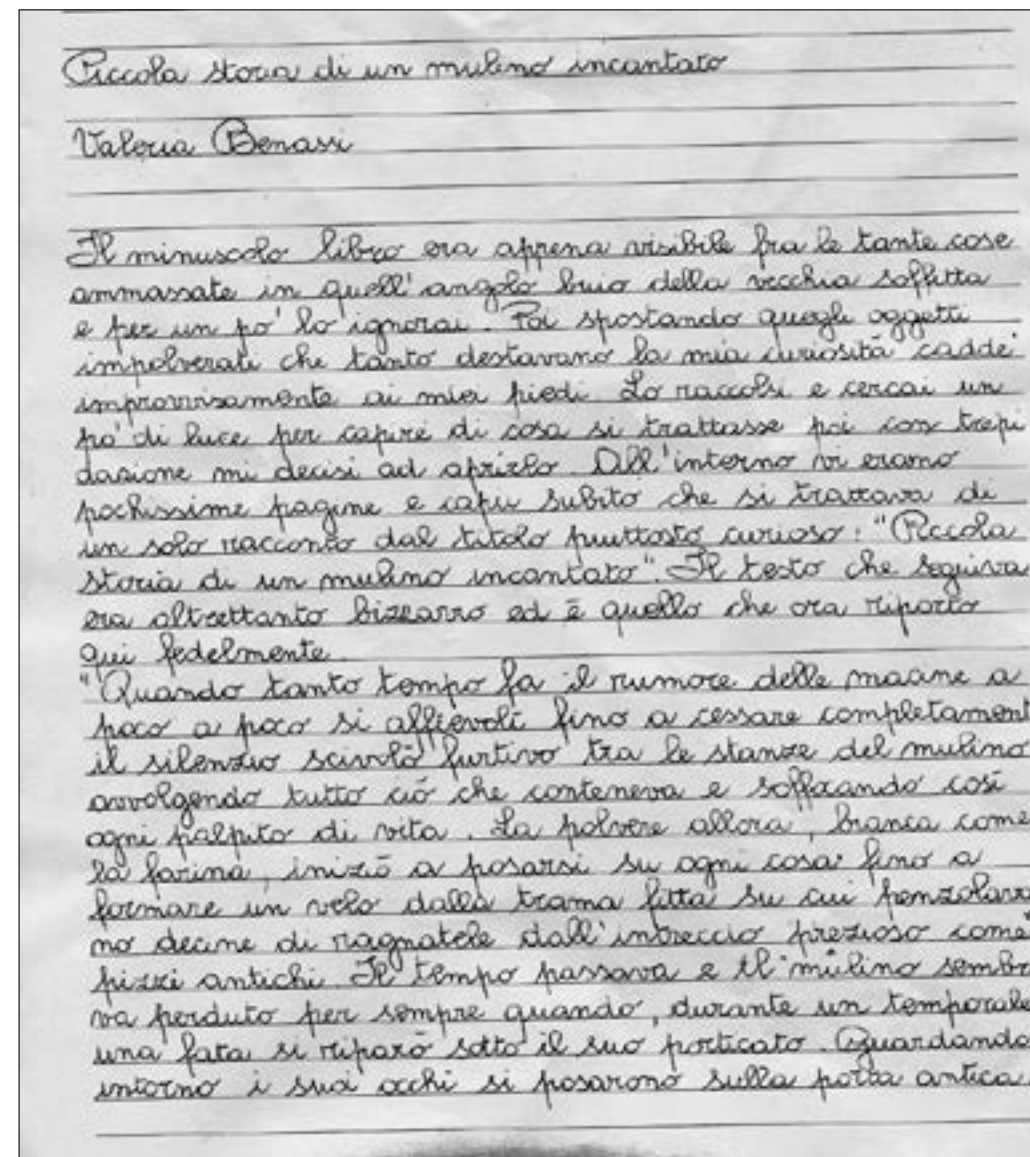 Piccola storia di un mulino incantato
Valeria Benassi
Il minuscolo libro era appena visibile fra le tante cose
ammassate in quell'angolo buio della vecchia soffitta
e per un po' lo ignorai. Poi spostando quegli oggetti
impolverati che tanto destavano la mia curiosità cadde
improvvisamente ai miei piedi. Lo raccolsi e cercai un
po' di luce per capire di cosa si trattasse poi con trepi
dazione mi decisi ad aprirlo. All'interno vi erano
pochissime pagine e capii subito che si trattava di
un solo racconto dal titolo piuttosto curioso: "Piccola
storia di un mulino incantato". Il testo che seguiva
era altrettanto bizzarro ed è quello che ora riporto
qui fedelmente.
"Quando tanto tempo fa il rumore delle macine a
poco a poco si affievolì fino a cessare completament
il silenzio scivolò furtivo tra le stanze del mulino
avvolgendo tutto ciò che conteneva e soffocando così
ogni palpito di vita. La polvere allora, bianca come
la farina, iniziò a posarsi su ogni cosa fino a
formare un velo dalla trama fitta su cui penzolava
no decine di ragnatele dall'intreccio prezioso come
pizzi antichi. Il tempo passava e il mulino sembr
va perduto per sempre quando, durante un temporale
una fata si riparò sotto il suo porticato. Guardando
intorno i suoi occhi si posarono sulla porta antica